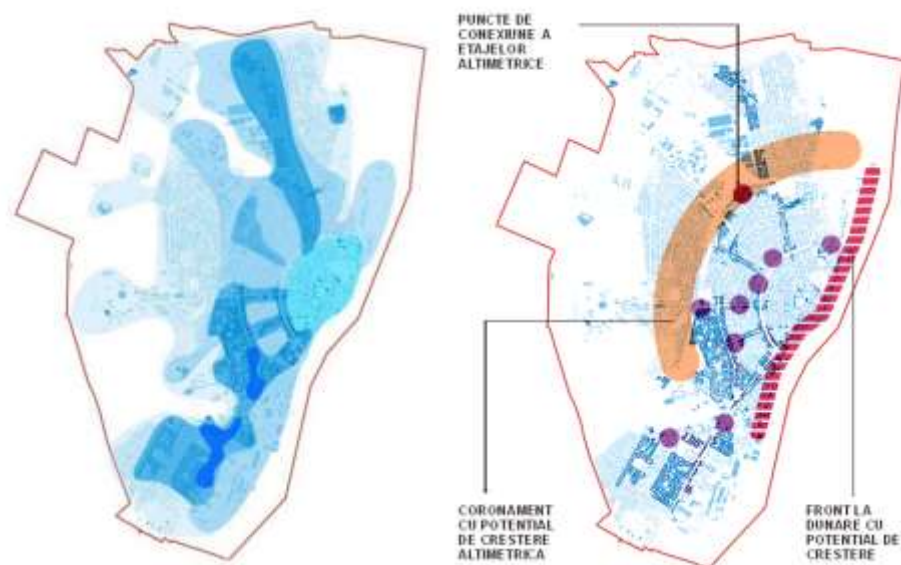 PUNCTE DE
CONEXIUNE A
ETAJELOR
ALTIMETRICE
CORONAMENT
CU POTENTIAL
DE CRESTERE
ALTIMETRICA
FRONT LA
DUNARE CU
POTENTIAL DE
CRESTERE